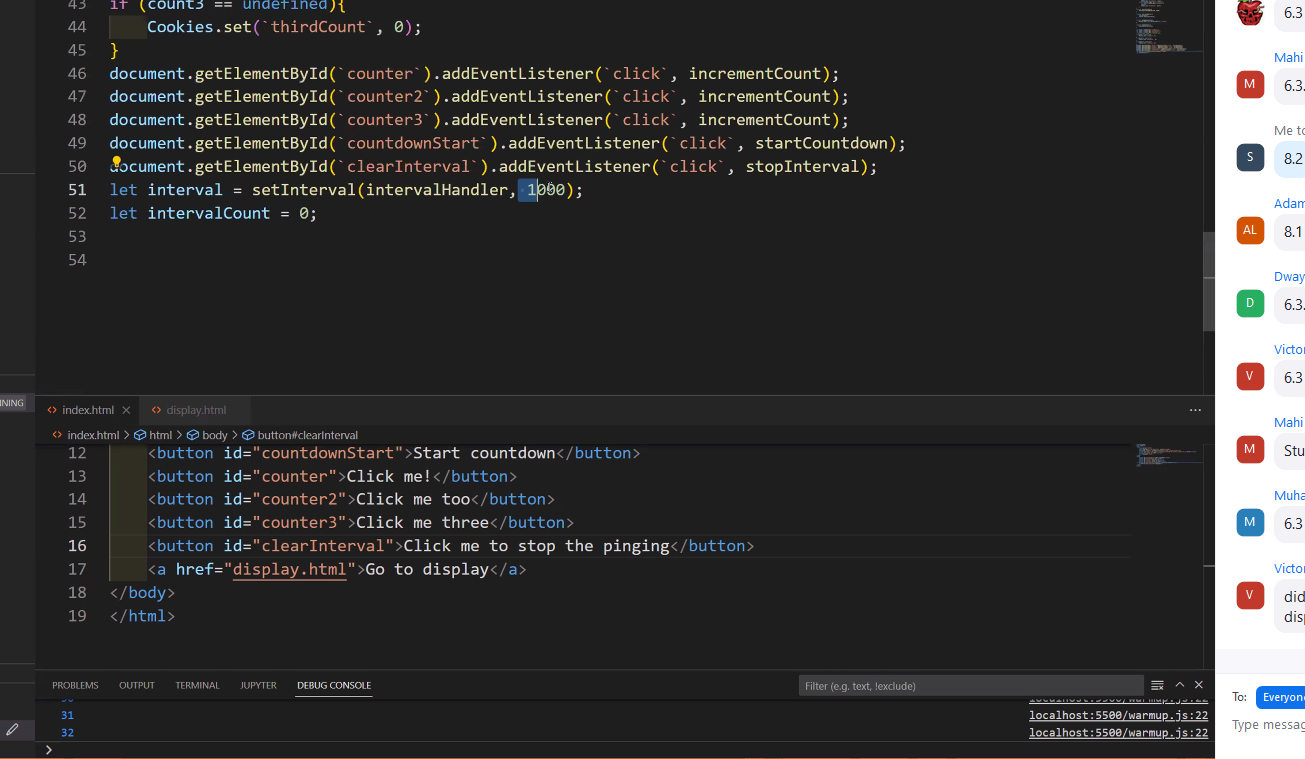 43 if (count3 == undefined){
44 Cookies.set(`thirdCount`, 0);
45 }
46 document.getElementById(`counter`).addEventListener(`click`, incrementCount);
47 document.getElementById(`counter2`).addEventListener(`click`, incrementCount);
48 document.getElementById(`counter3`).addEventListener(`click`, incrementCount);
49 document.getElementById(`countdownStart`).addEventListener(`click`, startCountdown);
50 document.getElementById(`clearInterval`).addEventListener(`click`, stopInterval);
51 let interval = setInterval(intervalHandler, 1000);
52 let intervalCount = 0;
53
54
NING
index.html
display.html
index.html > html > body > button#clearInterval
12 <button id="countdownStart">Start countdown</button>
13 <button id="counter">Click me!</button>
14 <button id="counter2">Click me too</button>
15 <button id="counter3">Click me three</button>
16 <button id="clearInterval">Click me to stop the pinging</button>
17 <a href="display.html">Go to display</a>
18 </body>
19 </html>
PROBLEMS OUTPUT TERMINAL JUPYTER DEBUG CONSOLE
Filter (e.g. text, !exclude)
31 localhost:5500/warmup.js:22
32 localhost:5500/warmup.js:22
>
6.3
Mahi
M 6.3.
Me to
S 8.2
Adam
AL 8.1
Dway
D 6.3.
Victor
V 6.3
Mahi
M Stu
Muha
M 6.3
Victor
V did
disp
To: Everyone
Type messag